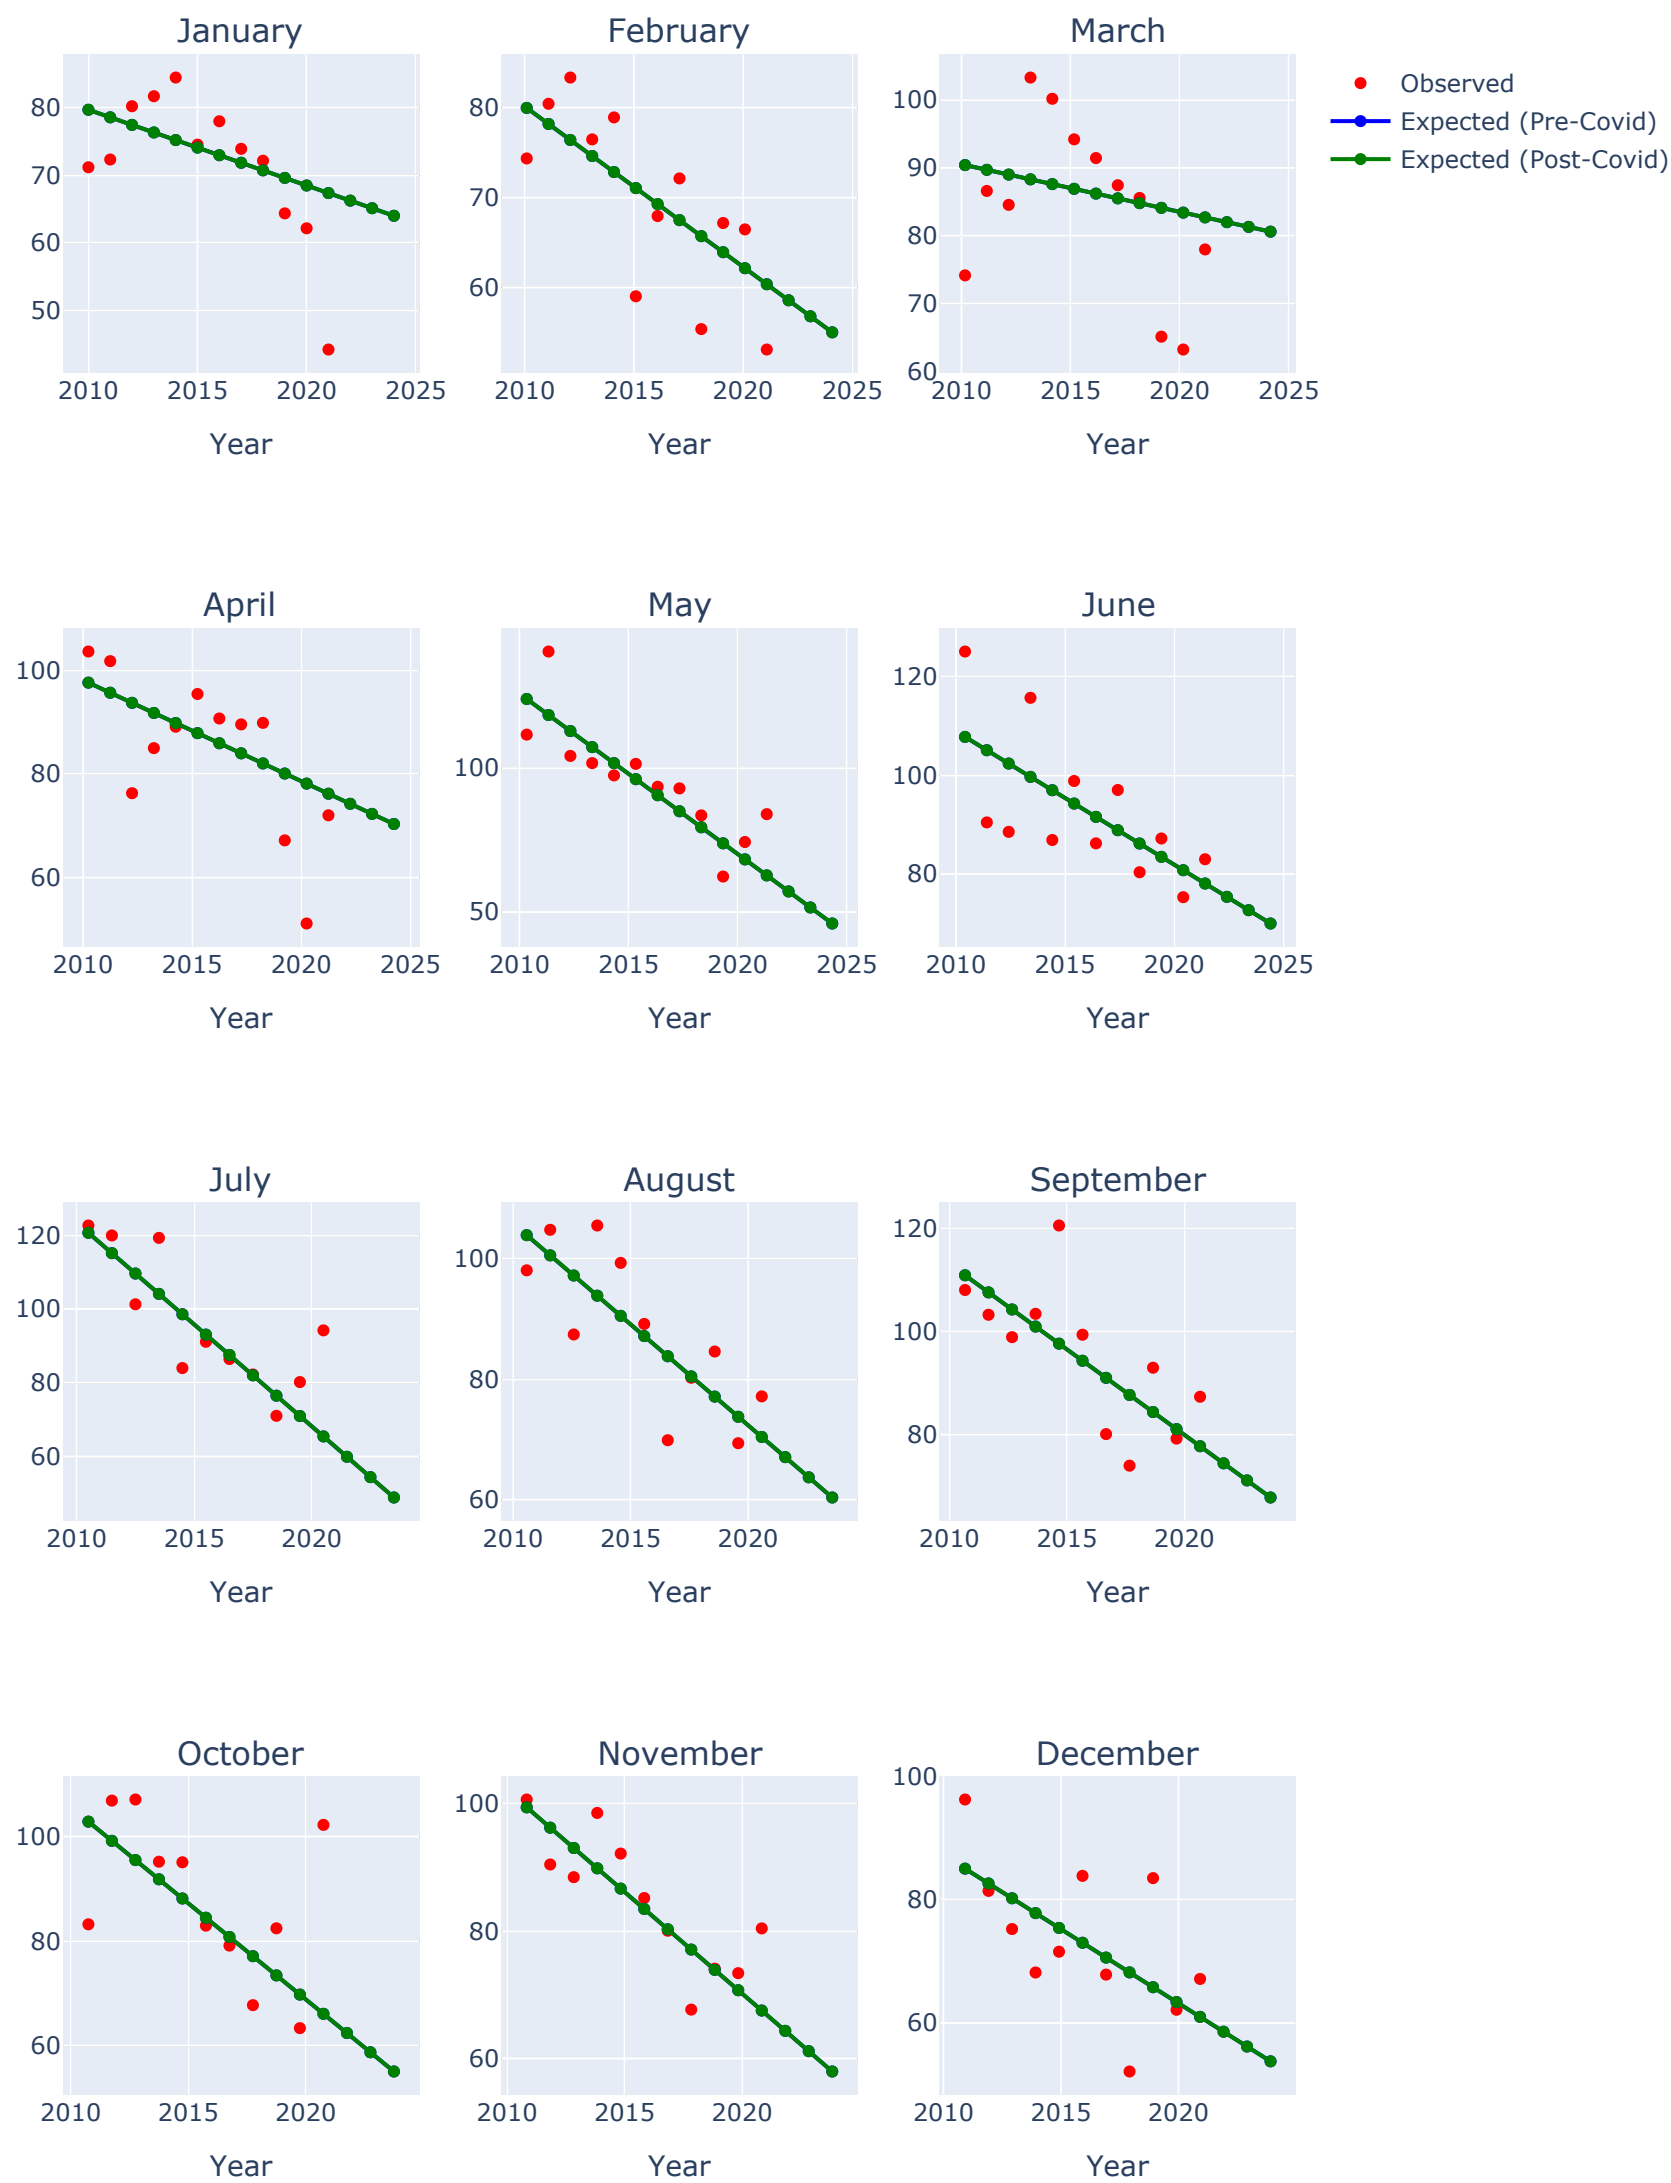 January February March
80
70
60
50
2010 2015 2020 2025
Year
80
70
60
2010 2015 2020 2025
Year
100
90
80
70
60
2010 2015 2020 2025
Year
Observed
Expected (Pre-Covid)
Expected (Post-Covid)
April May June
100
80
60
2010 2015 2020 2025
Year
100
50
2010 2015 2020 2025
Year
120
100
80
2010 2015 2020 2025
Year
July August September
120
100
80
60
2010 2015 2020
Year
100
80
60
2010 2015 2020
Year
120
100
80
2010 2015 2020
Year
October November December
100
80
60
2010 2015 2020
Year
100
80
60
2010 2015 2020
Year
100
80
60
2010 2015 2020
Year